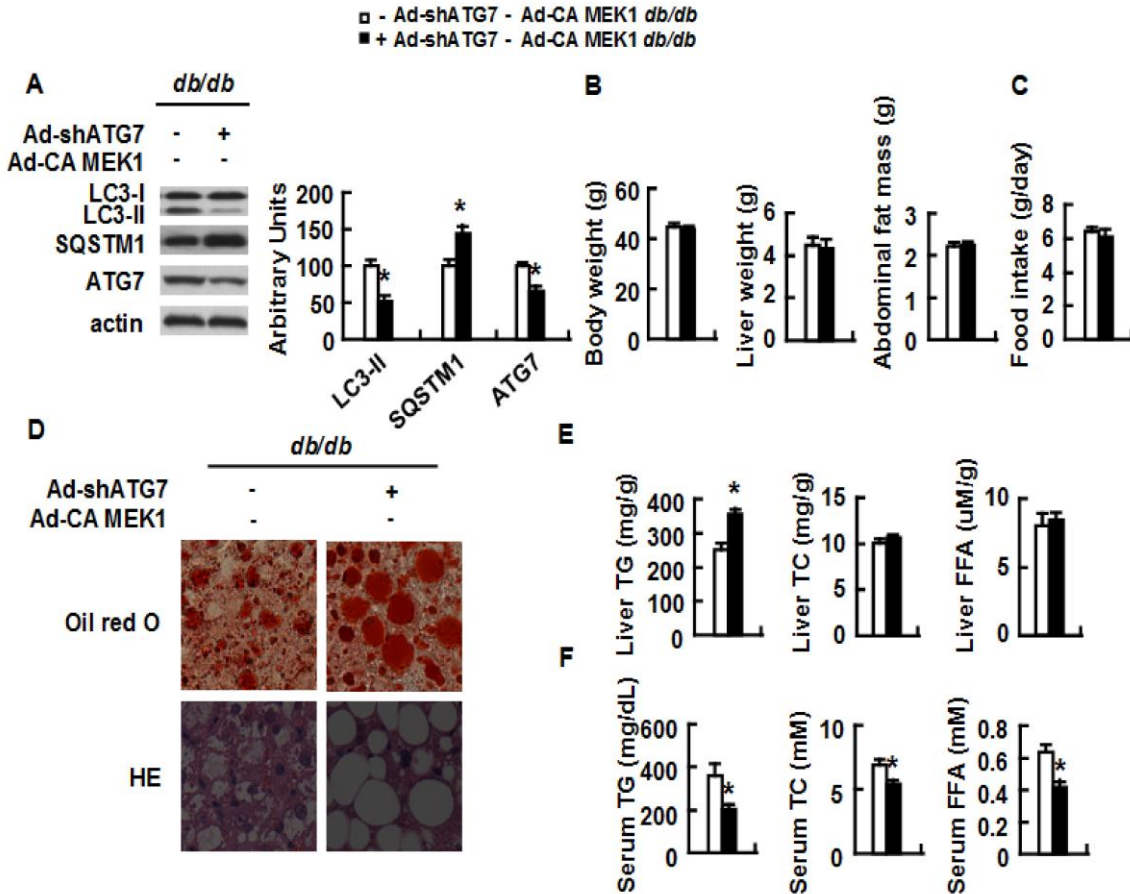 - Ad-shATG7 - Ad-CA MEK1 db/db
+ Ad-shATG7 - Ad-CA MEK1 db/db
A
db/db
Ad-shATG7 - +
Ad-CA MEK1 - -
LC3-I
LC3-II
SQSTM1
ATG7
actin
Arbitrary Units
200
150
100
50
0
* * *
LC3-II
SQSTM1
ATG7
B
Body weight (g)
60
40
20
0
Liver weight (g)
6
4
2
0
Abdominal fat mass (g)
3
2
1
0
C
Food intake (g/day)
8
6
4
2
0
D
db/db
Ad-shATG7 - +
Ad-CA MEK1 - -
Oil red O
HE
E
Liver TG (mg/g)
400
300
200
100
0
*
Liver TC (mg/g)
15
10
5
0
Liver FFA (uM/g)
10
5
0
F
Serum TG (mg/dL)
600
400
200
0
*
Serum TC (mM)
10
5
0
*
Serum FFA (mM)
0.8
0.6
0.4
0.2
0
*